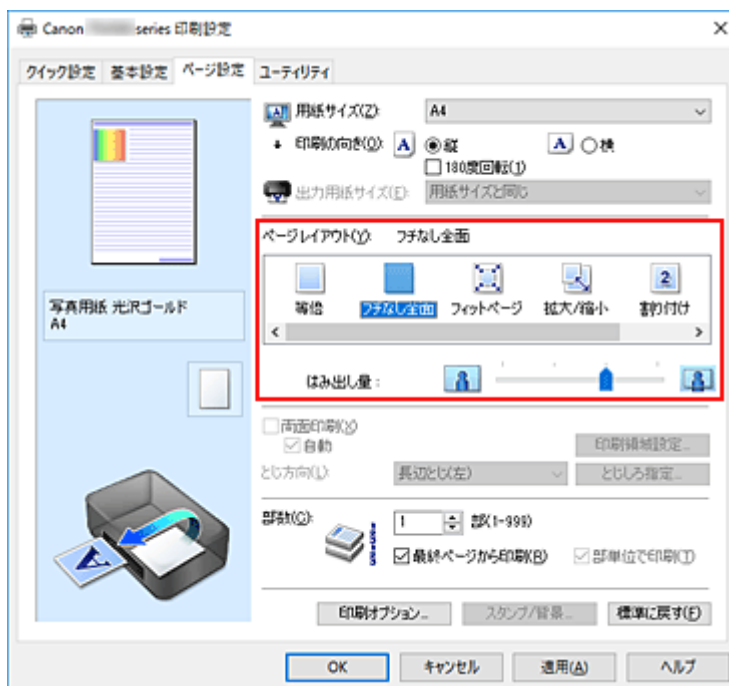 Canon series 印刷設定
クイック設定 基本設定 ページ設定 ユーティリティ
用紙サイズ(Z): A4
印刷の向き(O): A 縦 A 横
180度回転(1)
出力用紙サイズ(E): 用紙サイズと同じ
ページレイアウト(Y): フチなし全面
等倍 フチなし全面 フィットページ 拡大/縮小 割り付け
はみ出し量:
写真用紙 光沢ゴールド
A4
両面印刷(X)
自動
印刷領域設定...
とじ方向(L): 長辺とじ(左) とじしろ指定...
部数(C): 1 部(1-999)
最終ページから印刷(R) 部単位で印刷(T)
印刷オプション... スタンプ/背景... 標準に戻す(F)
OK キャンセル 適用(A) ヘルプ